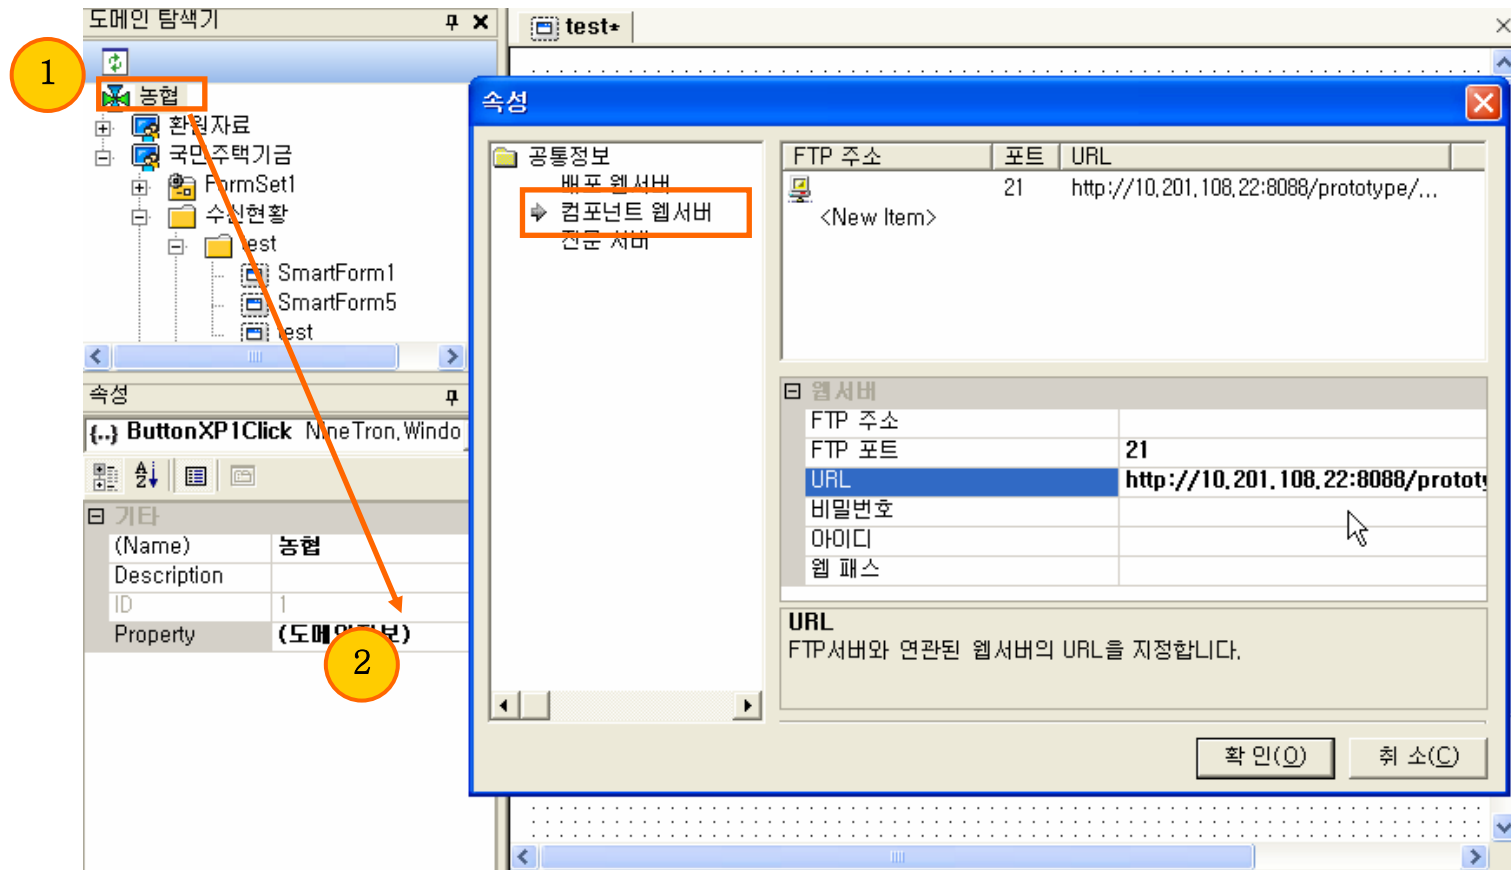 도메인 탐색기
test*
1
농협
환원자료
국민주택기금
FormSet1
수신현황
test
SmartForm1
SmartForm5
test
속성
{..} ButtonXP1Click NineTron,Windo
기타
(Name) 농협
Description
ID 1
Property (도메인정보)
2
속성
공통정보
배포 웹서버
컴포넌트 웹서버
전문 서버
FTP 주소 포트 URL
21 http://10,201,108,22:8088/prototype/...
<New Item>
웹서버
FTP 주소
FTP 포트 21
URL http://10,201,108,22:8088/prototy
비밀번호
아이디
웹 패스
URL
FTP서버와 연관된 웹서버의 URL을 지정합니다.
확 인(O) 취 소(C)